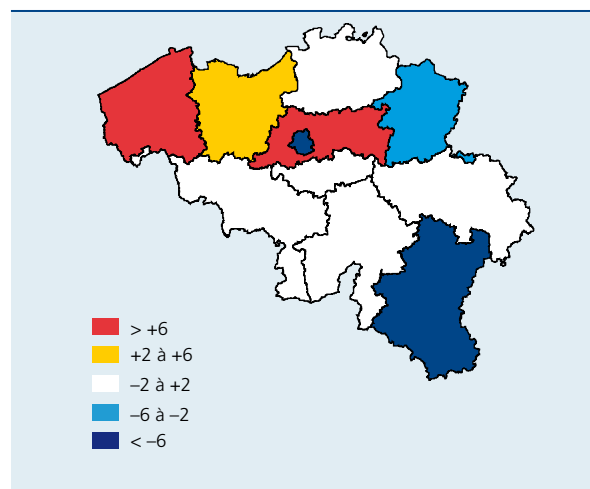 > +6
+2 à +6
–2 à +2
–6 à –2
< –6